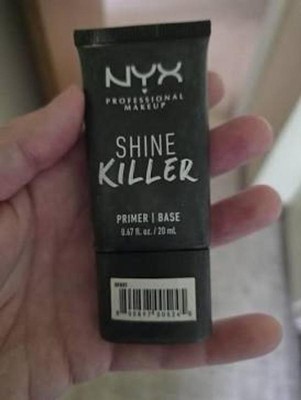 NYX
PROFESSIONAL
MAKEUP
SHINE
KILLER
PRIMER | BASE
0.67 fl. oz. / 20 mL